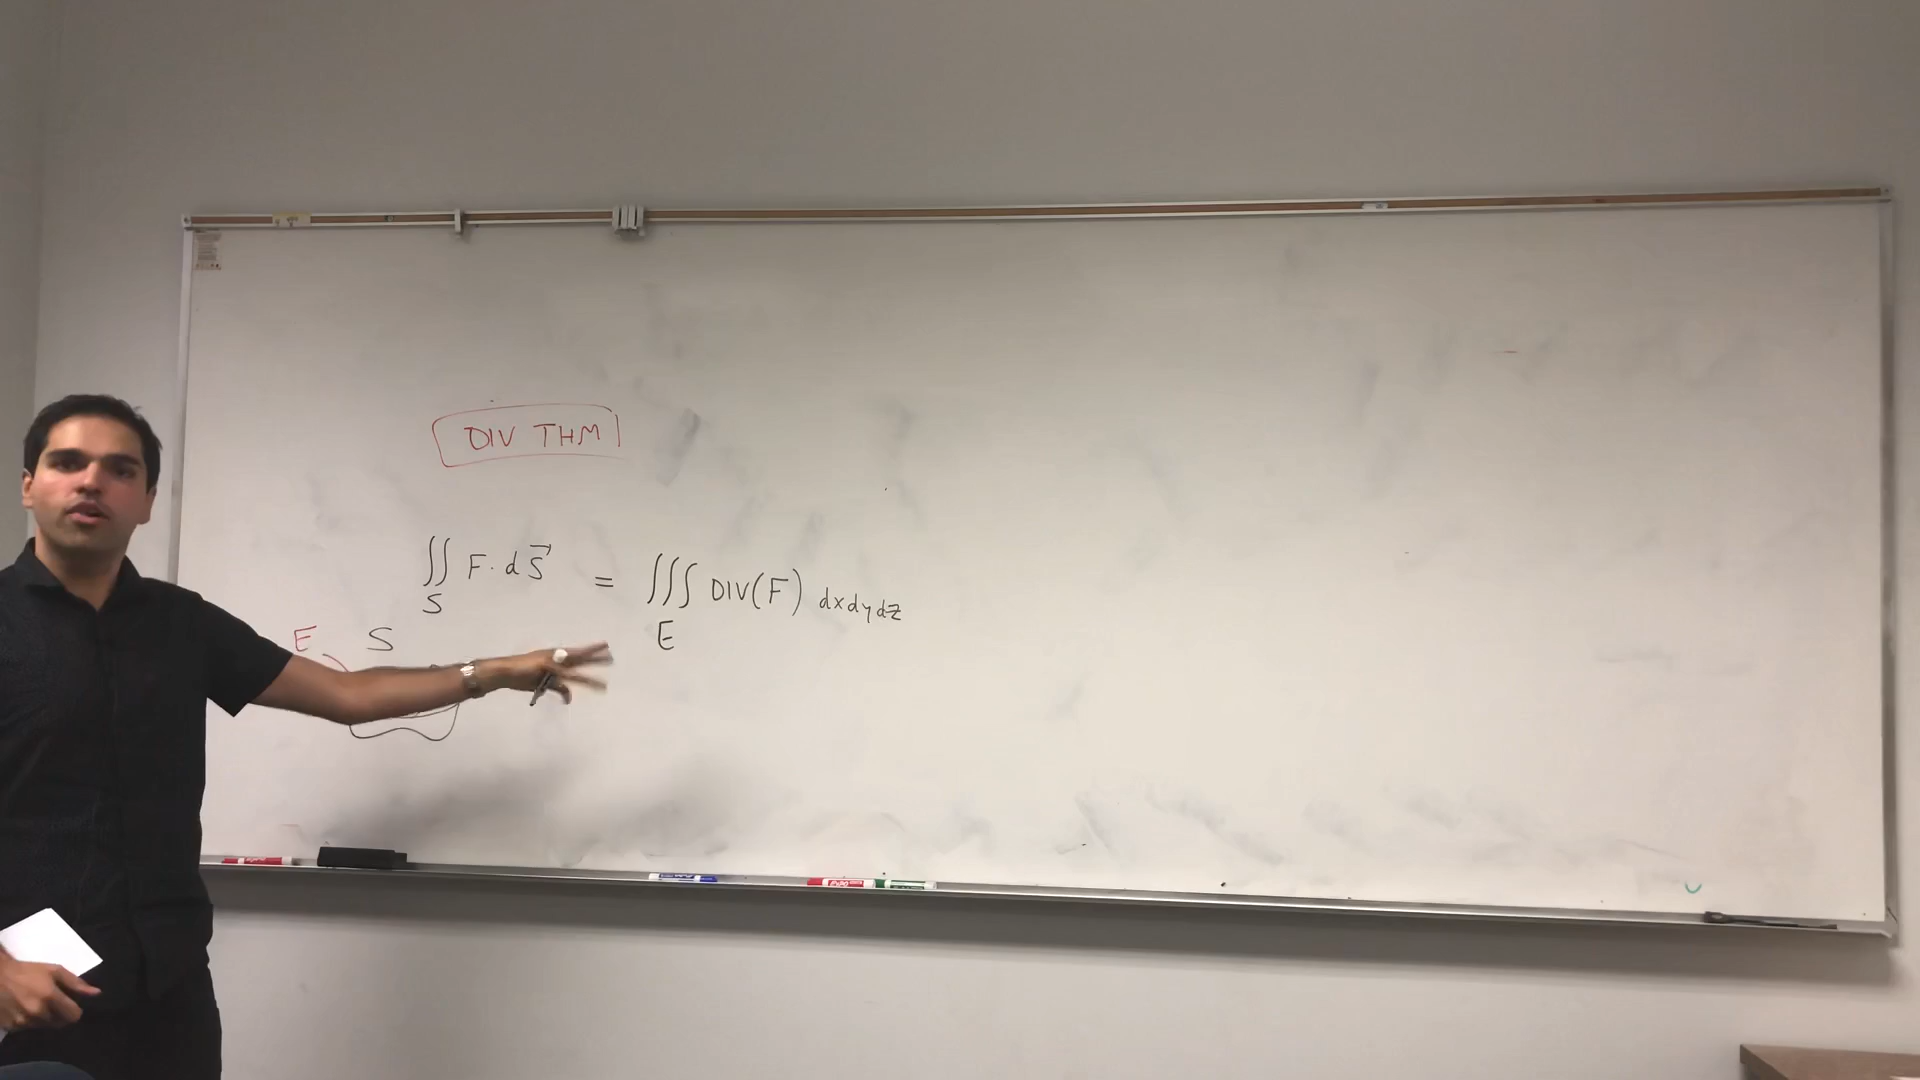 DIV THM
∬ F · dS⃗ = ∭ DIV(F) dxdydz
S E
E S